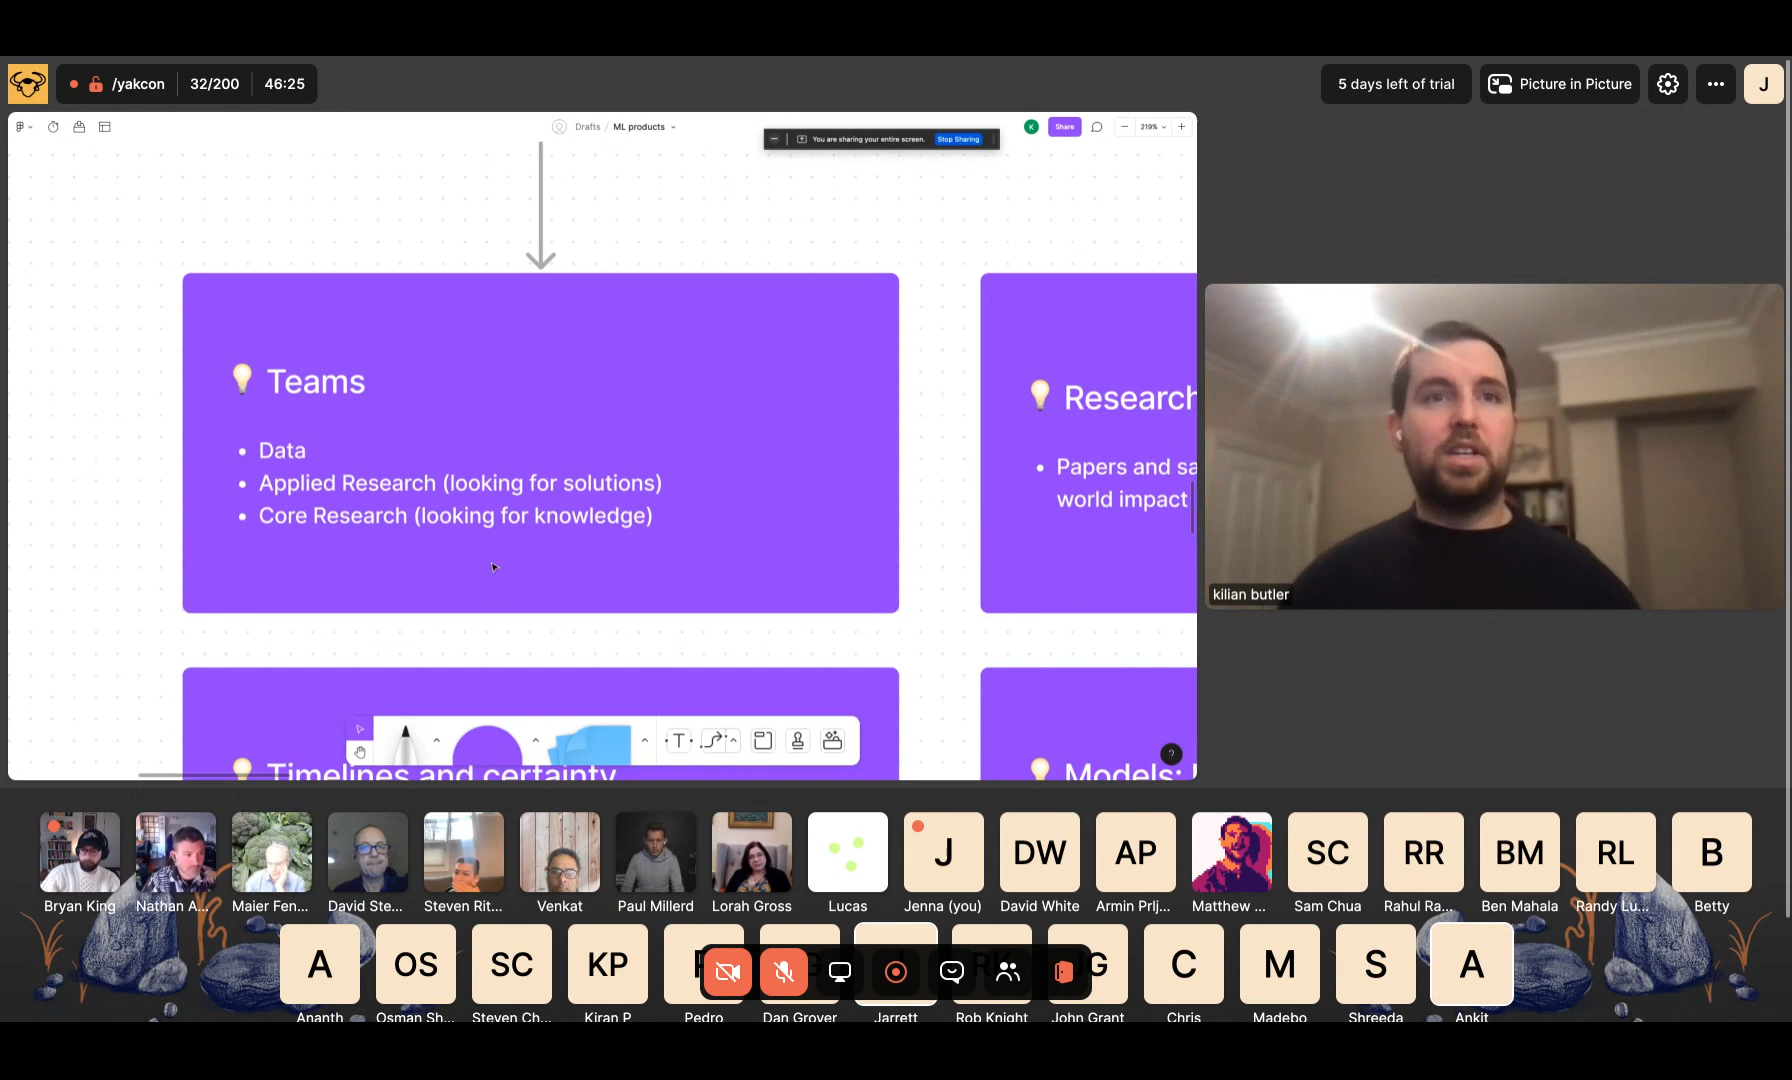 /yakcon
32/200
46:25
5 days left of trial
Picture in Picture
J
Drafts / ML products
You are sharing your entire screen.
Stop Sharing
K
Share
219%
💡 Teams
• Data
• Applied Research (looking for solutions)
• Core Research (looking for knowledge)
💡 Research
• Papers and sa
world impact
kilian butler
T
?
💡 Timelines and certainty
💡 Models:
J
DW
AP
SC
RR
BM
RL
B
Bryan King
Nathan A...
Maier Fen...
David Ste...
Steven Rit...
Venkat
Paul Millerd
Lorah Gross
Lucas
Jenna (you)
David White
Armin Prlj...
Matthew ...
Sam Chua
Rahul Ra...
Ben Mahala
Randy Lu...
Betty
A
OS
SC
KP
G
C
M
S
A
Ananth
Osman Sh...
Steven Ch...
Kiran P
Pedro
Dan Grover
Jarrett
Rob Knight
John Grant
Chris
Madebo
Shreeda
Ankit